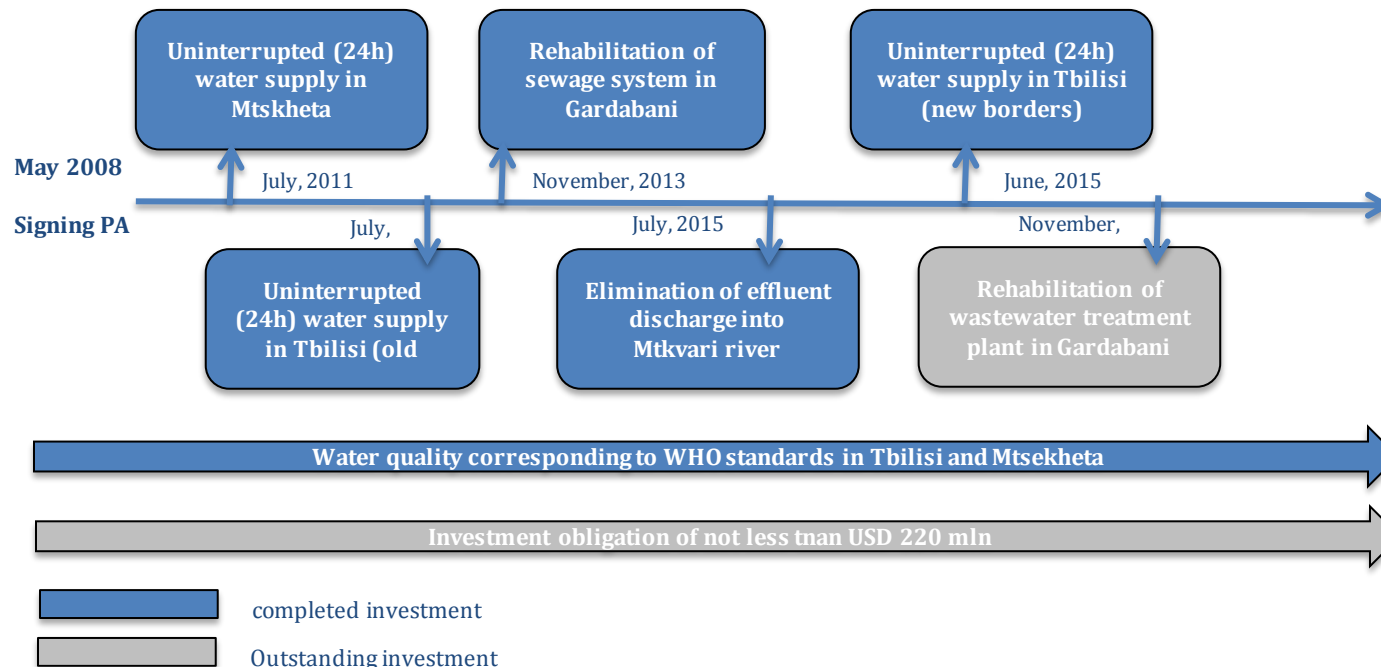 Uninterrupted (24h)
water supply in
Mtskheta
Rehabilitation of
sewage system in
Gardabani
Uninterrupted (24h)
water supply in Tbilisi
(new borders)
May 2008
July, 2011
November, 2013
June, 2015
Signing PA
July,
July, 2015
November,
Uninterrupted
(24h) water supply
in Tbilisi (old
Elimination of effluent
discharge into
Mtkvari river
Rehabilitation of
wastewater treatment
plant in Gardabani
Water quality corresponding to WHO standards in Tbilisi and Mtsekheta
Investment obligation of not less tnan USD 220 mln
completed investment
Outstanding investment